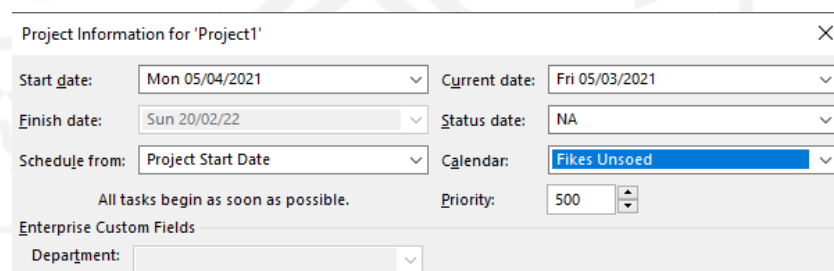 Project Information for 'Project1'
Start date: Mon 05/04/2021 Current date: Fri 05/03/2021
Finish date: Sun 20/02/22 Status date: NA
Schedule from: Project Start Date Calendar: Fikes Unsoed
All tasks begin as soon as possible. Priority: 500
Enterprise Custom Fields
Department: